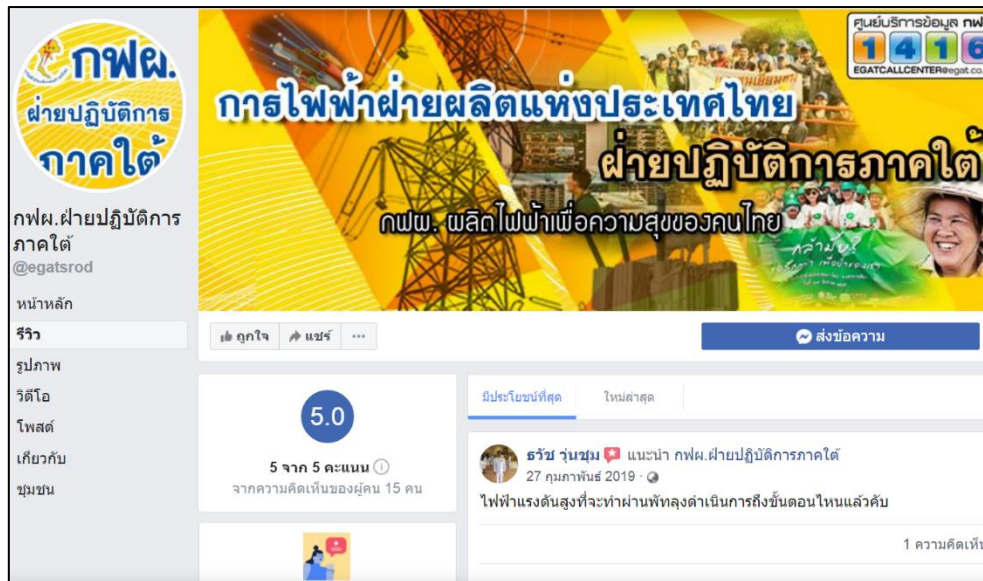 กฟผ.
ฝ่ายปฏิบัติการ
ภาคใต้
ศูนย์บริการข้อมูล กฟ
1 4 1 6
EGATCALLCENTER@egat.co.
การไฟฟ้าฝ่ายผลิตแห่งประเทศไทย
ฝ่ายปฏิบัติการภาคใต้
กฟผ. ผลิตไฟฟ้าเพื่อความสุขของคนไทย
กล้ามั้ย?
กฟผ.ฝ่ายปฏิบัติการ
ภาคใต้
@egatsrod
หน้าหลัก
รีวิว
รูปภาพ
วิดีโอ
โพสต์
เกี่ยวกับ
ชุมชน
ถูกใจ แชร์ ...
ส่งข้อความ
5.0
5 จาก 5 คะแนน
จากความคิดเห็นของผู้คน 15 คน
มีประโยชน์ที่สุด ใหม่ล่าสุด
ธวัช วุ่นชุม แนะนำ กฟผ.ฝ่ายปฏิบัติการภาคใต้
27 กุมภาพันธ์ 2019 ·
ไฟฟ้าแรงดันสูงที่จะทำผ่านพัทลุงดำเนินการถึงขั้นตอนไหนแล้วคับ
1 ความคิดเห็น